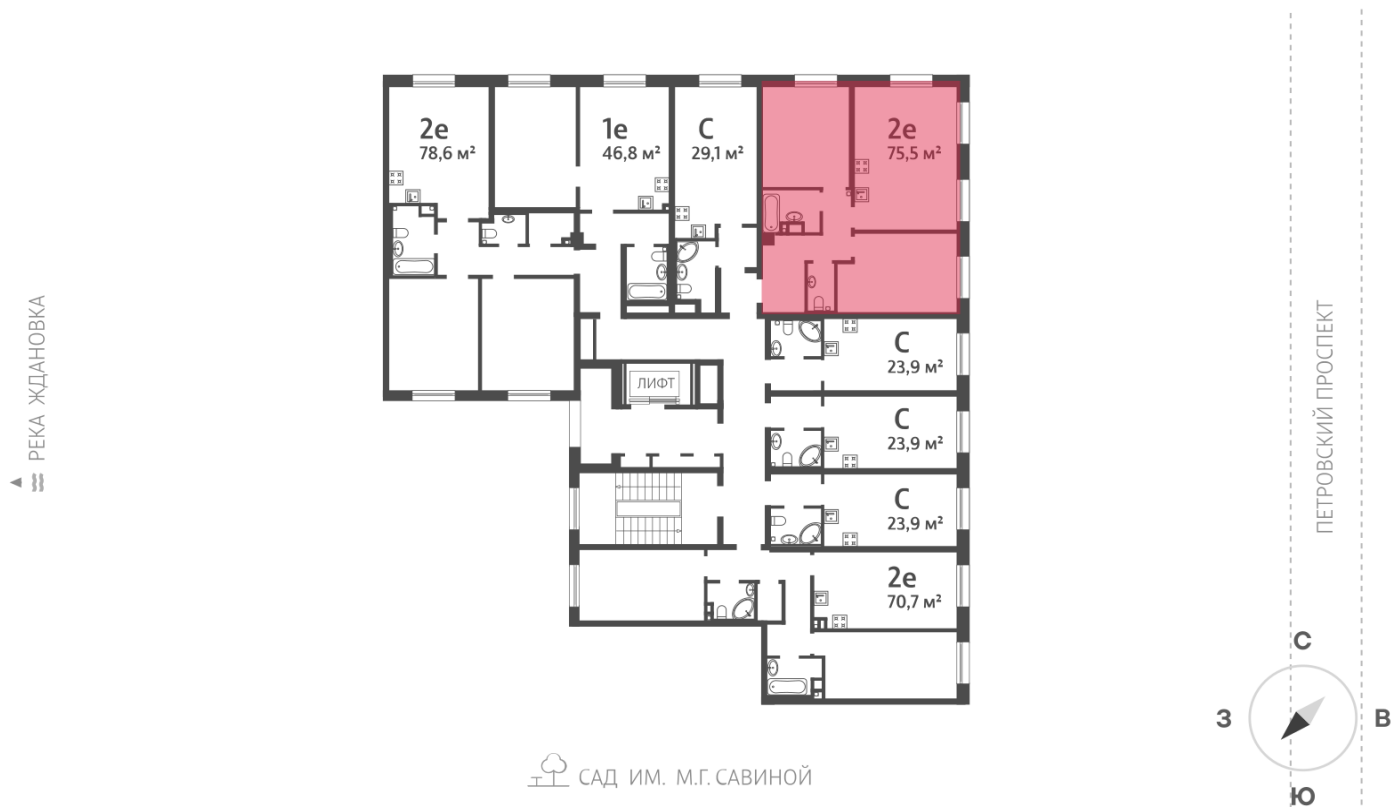 2е
78,6 м²
1е
46,8 м²
С
29,1 м²
2е
75,5 м²
С
23,9 м²
ЛИФТ
С
23,9 м²
С
23,9 м²
2е
70,7 м²
РЕКА ЖДАНОВКА
ПЕТРОВСКИЙ ПРОСПЕКТ
С
З
В
Ю
САД ИМ. М.Г. САВИНОЙ